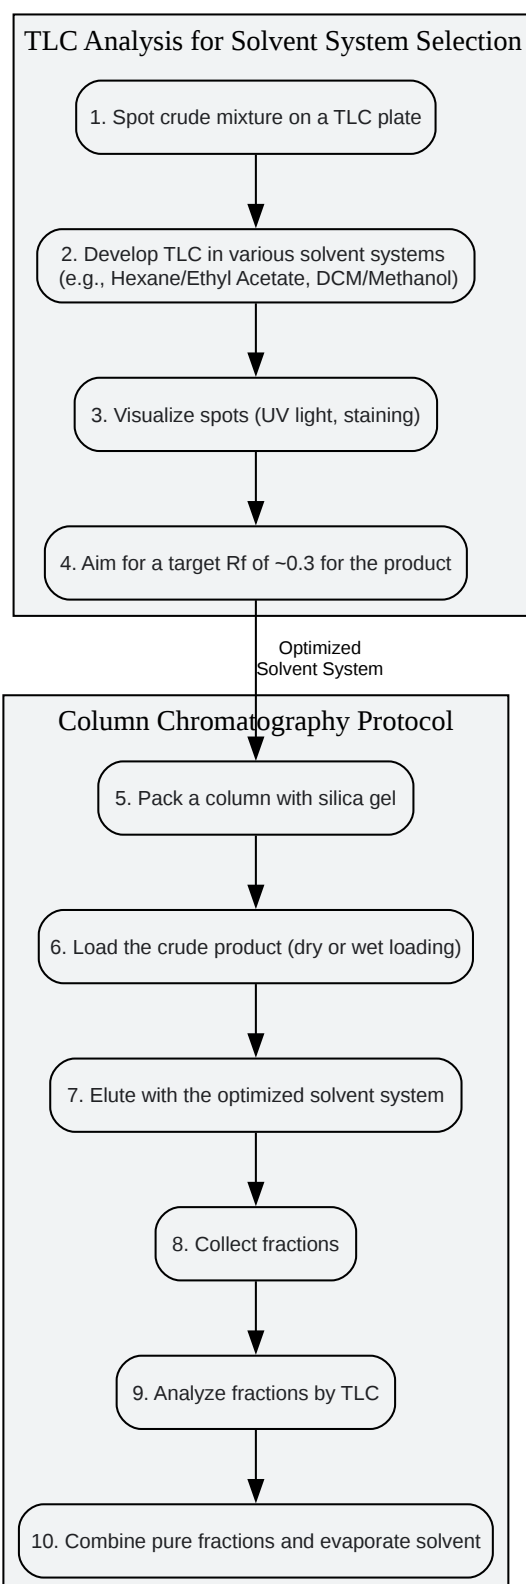 TLC Analysis for Solvent System Selection
1. Spot crude mixture on a TLC plate
2. Develop TLC in various solvent systems
(e.g., Hexane/Ethyl Acetate, DCM/Methanol)
3. Visualize spots (UV light, staining)
4. Aim for a target Rf of ~0.3 for the product
Optimized
Solvent System
Column Chromatography Protocol
5. Pack a column with silica gel
6. Load the crude product (dry or wet loading)
7. Elute with the optimized solvent system
8. Collect fractions
9. Analyze fractions by TLC
10. Combine pure fractions and evaporate solvent